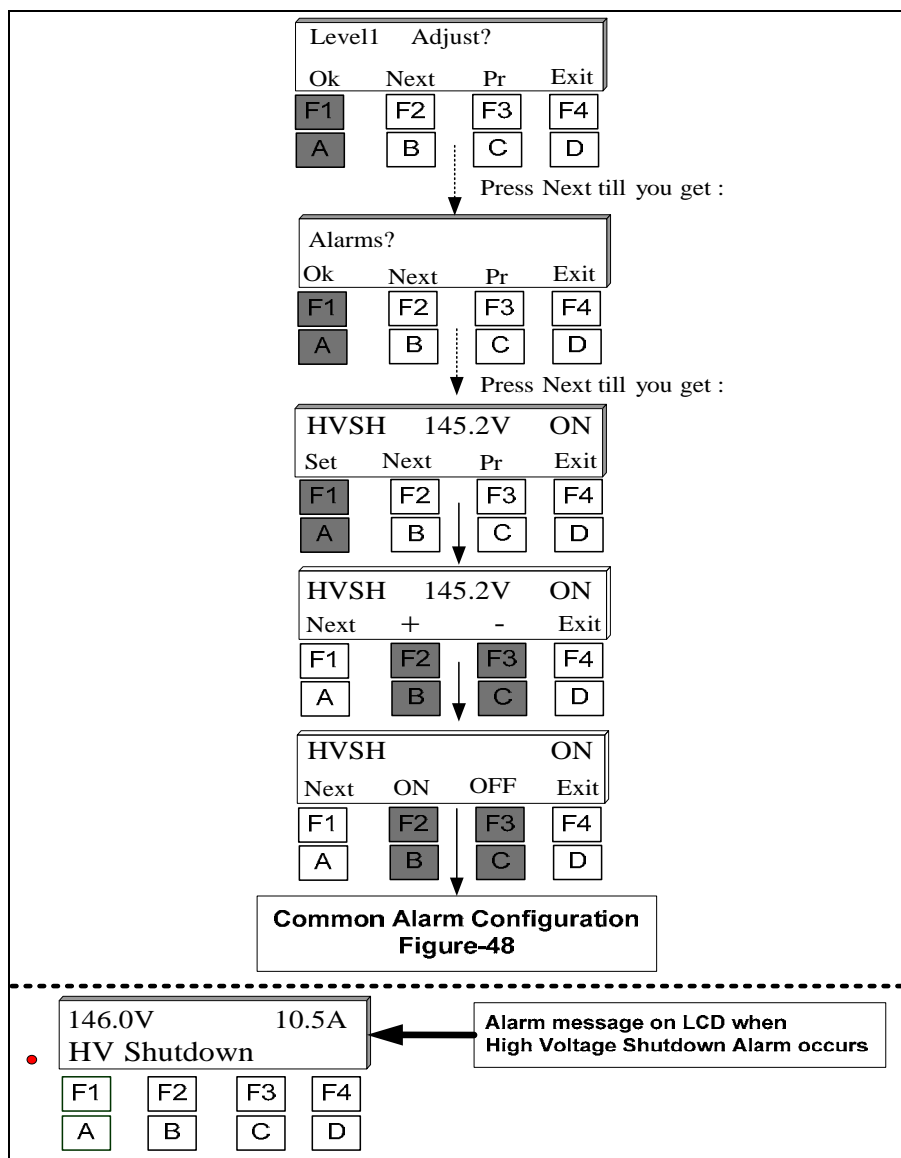 Level1 Adjust?
Ok Next Pr Exit
F1 F2 F3 F4
A B C D
Press Next till you get :
Alarms?
Ok Next Pr Exit
F1 F2 F3 F4
A B C D
Press Next till you get :
HVSH 145.2V ON
Set Next Pr Exit
F1 F2 F3 F4
A B C D
HVSH 145.2V ON
Next + - Exit
F1 F2 F3 F4
A B C D
HVSH ON
Next ON OFF Exit
F1 F2 F3 F4
A B C D
Common Alarm Configuration
Figure-48
146.0V 10.5A
HV Shutdown
Alarm message on LCD when
High Voltage Shutdown Alarm occurs
F1 F2 F3 F4
A B C D